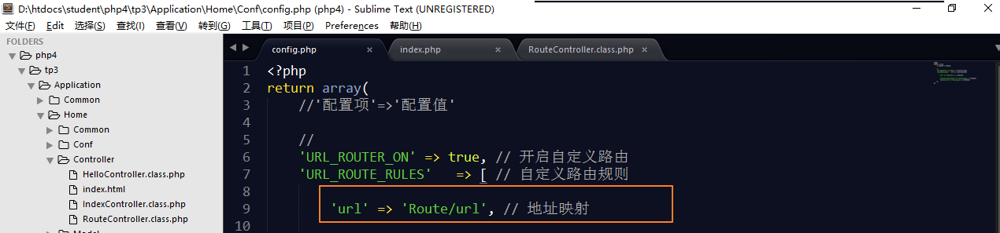 D:\htdocs\student\php4\tp3\Application\Home\Conf\config.php (php4) - Sublime Text (UNREGISTERED)
文件(F) Edit 选择(S) 查找(I) 查看(V) 转到(G) 工具(T) 项目(P) Preferences 帮助(H)
FOLDERS
php4
tp3
Application
Common
Home
Common
Conf
Controller
HelloController.class.php
index.html
IndexController.class.php
RouteController.class.php
config.php × index.php × RouteController.class.php ×
1 <?php
2 return array(
3 //'配置项'=>'配置值'
4
5 //
6 'URL_ROUTER_ON' => true, // 开启自定义路由
7 'URL_ROUTE_RULES' => [ // 自定义路由规则
8
9 'url' => 'Route/url', // 地址映射
10